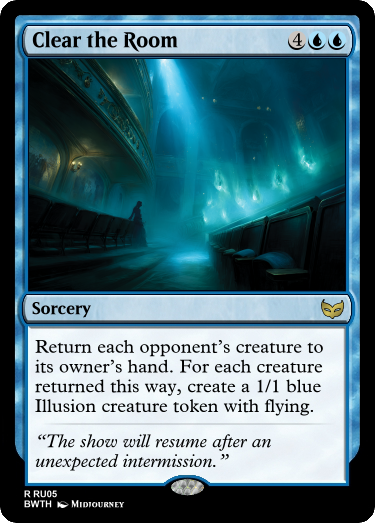 Clear the Room 4
Sorcery
Return each opponent's creature to
its owner's hand. For each creature
returned this way, create a 1/1 blue
Illusion creature token with flying.
"The show will resume after an
unexpected intermission."
R RU05
BWTH Midjourney